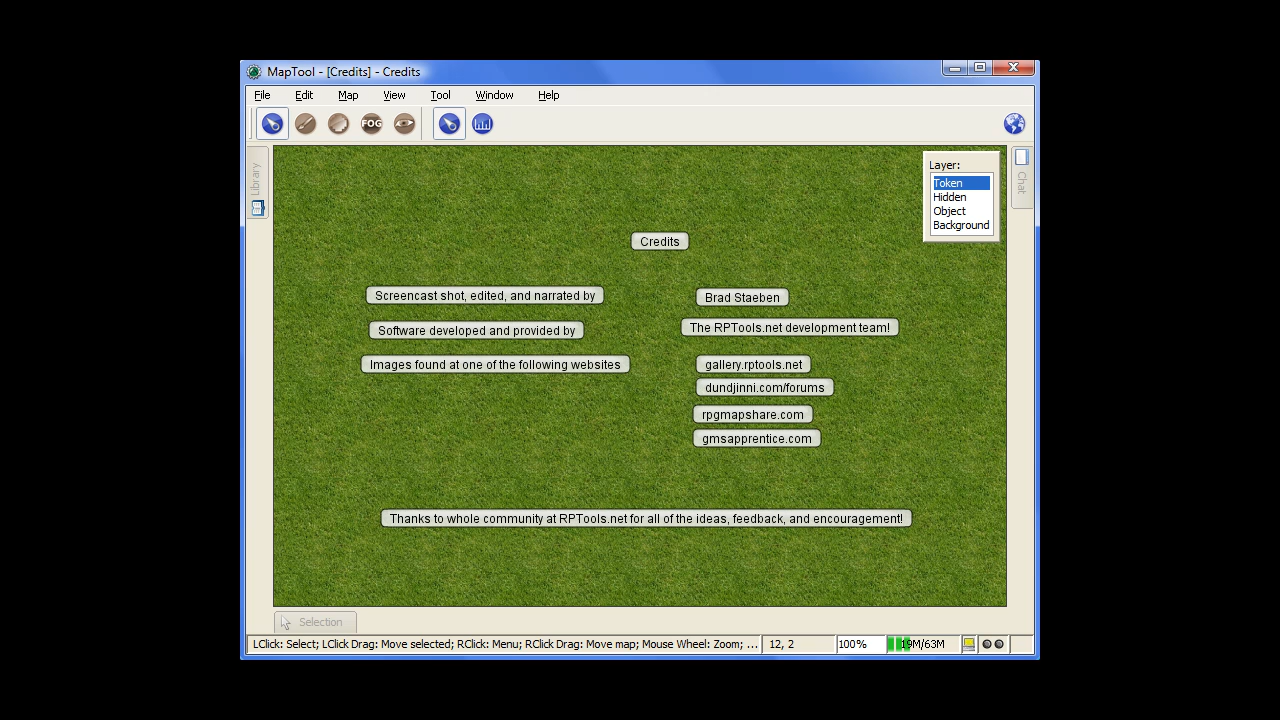 MapTool - [Credits] - Credits
File Edit Map View Tool Window Help
FOG
Library
Chat
Layer:
Token
Hidden
Object
Background
Credits
Screencast shot, edited, and narrated by
Brad Staeben
Software developed and provided by
The RPTools.net development team!
Images found at one of the following websites
gallery.rptools.net
dundjinni.com/forums
rpgmapshare.com
gmsapprentice.com
Thanks to whole community at RPTools.net for all of the ideas, feedback, and encouragement!
Selection
LClick: Select; LClick Drag: Move selected; RClick: Menu; RClick Drag: Move map; Mouse Wheel: Zoom; ... 12, 2 100% 19M/63M